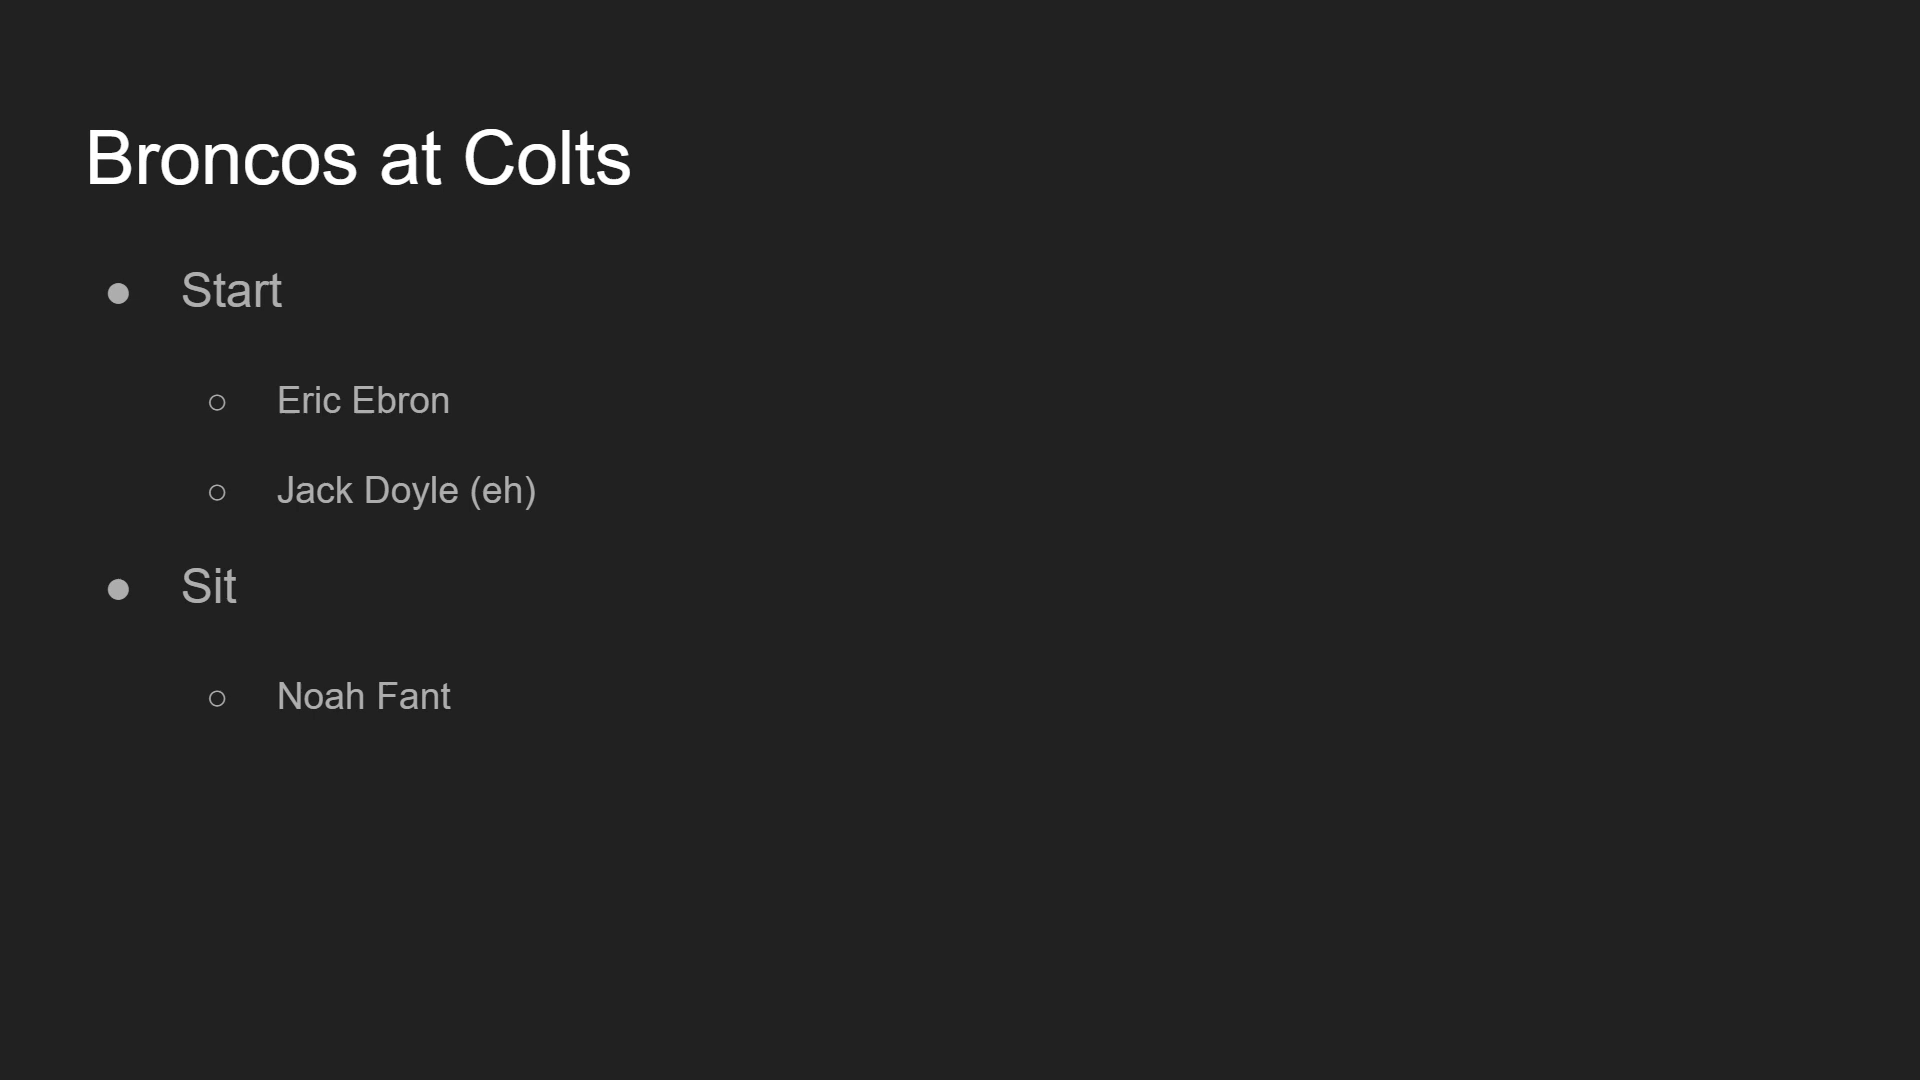 Broncos at Colts
● Start
○ Eric Ebron
○ Jack Doyle (eh)
● Sit
○ Noah Fant